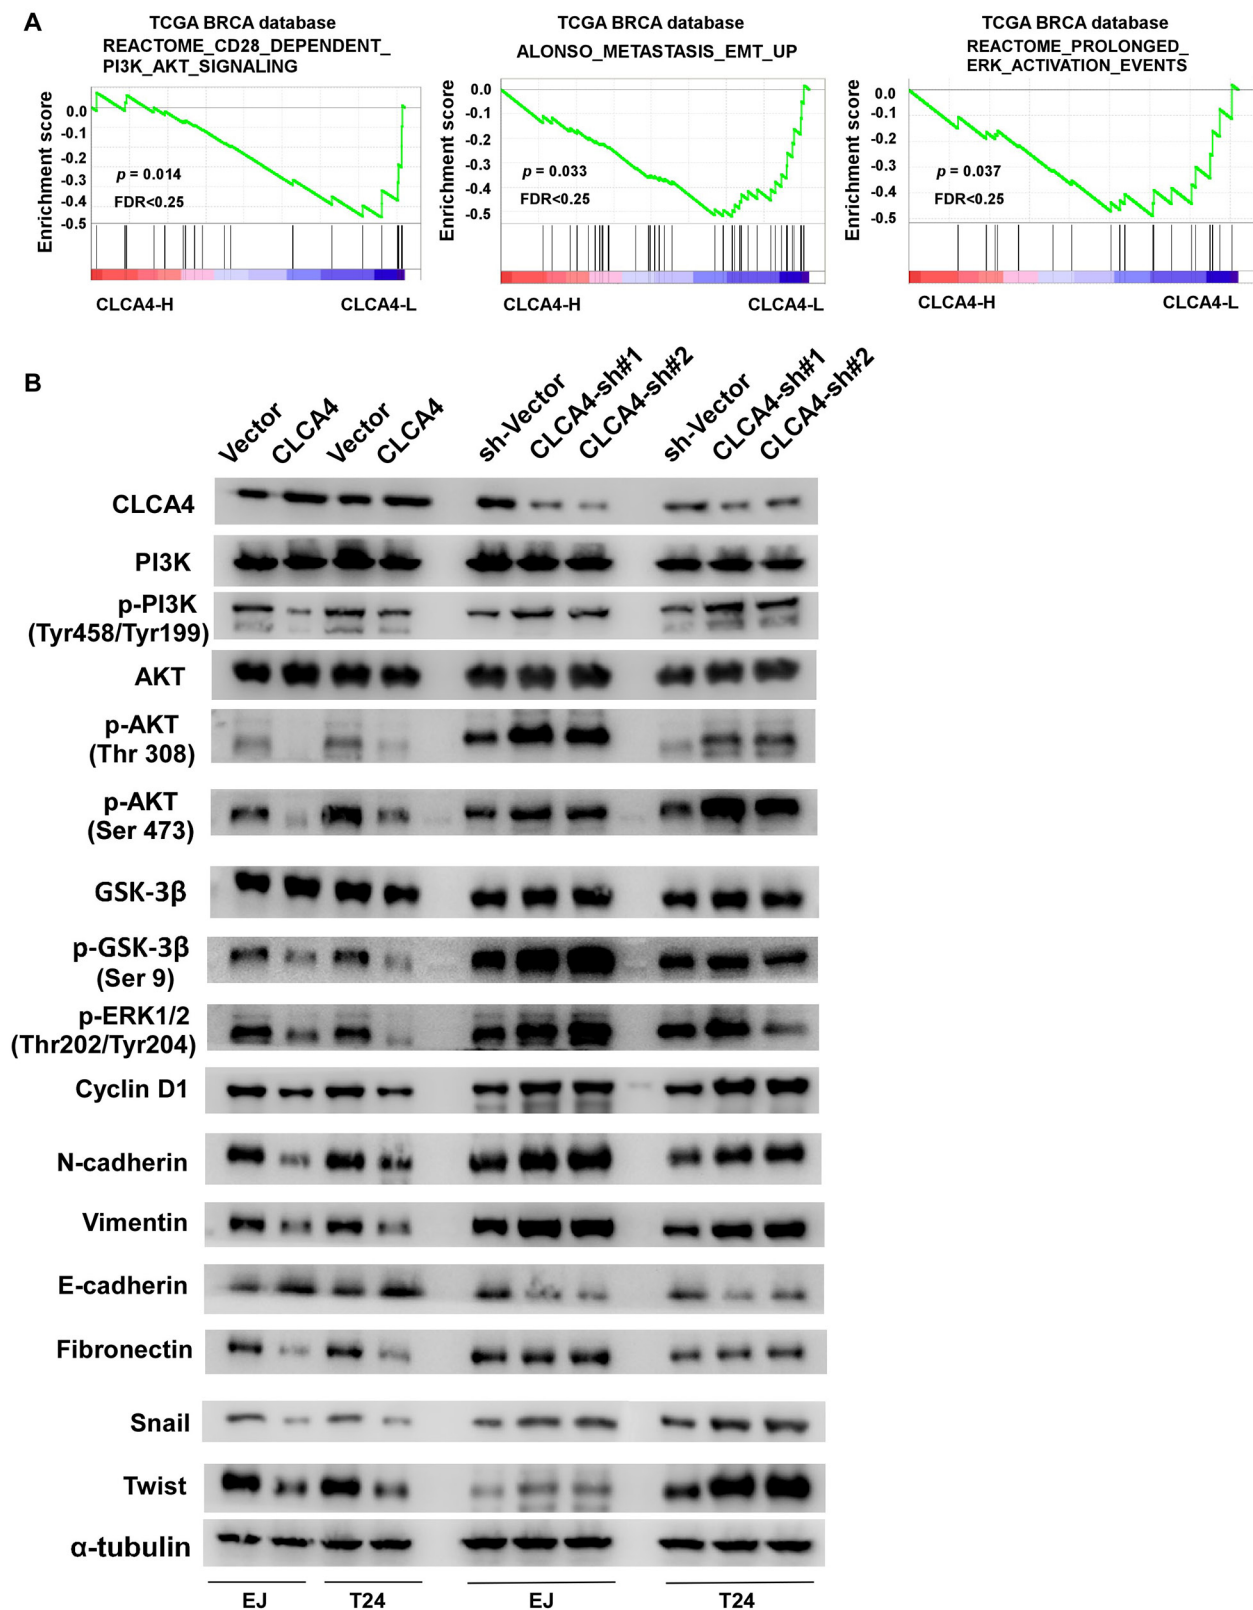 A
TCGA BRCA database
REACTOME_CD28_DEPENDENT_
PI3K_AKT_SIGNALING
Enrichment score
0.0
-0.1
-0.2
-0.3
-0.4
-0.5
p = 0.014
FDR<0.25
CLCA4-H
CLCA4-L
TCGA BRCA database
ALONSO_METASTASIS_EMT_UP
Enrichment score
0.0
-0.1
-0.2
-0.3
-0.4
-0.5
p = 0.033
FDR<0.25
CLCA4-H
CLCA4-L
TCGA BRCA database
REACTOME_PROLONGED_
ERK_ACTIVATION_EVENTS
Enrichment score
0.0
-0.1
-0.2
-0.3
-0.4
-0.5
p = 0.037
FDR<0.25
CLCA4-H
CLCA4-L
B
Vector
CLCA4
Vector
CLCA4
sh-Vector
CLCA4-sh#1
CLCA4-sh#2
sh-Vector
CLCA4-sh#1
CLCA4-sh#2
CLCA4
PI3K
p-PI3K
(Tyr458/Tyr199)
AKT
p-AKT
(Thr 308)
p-AKT
(Ser 473)
GSK-3β
p-GSK-3β
(Ser 9)
p-ERK1/2
(Thr202/Tyr204)
Cyclin D1
N-cadherin
Vimentin
E-cadherin
Fibronectin
Snail
Twist
α-tubulin
EJ
T24
EJ
T24